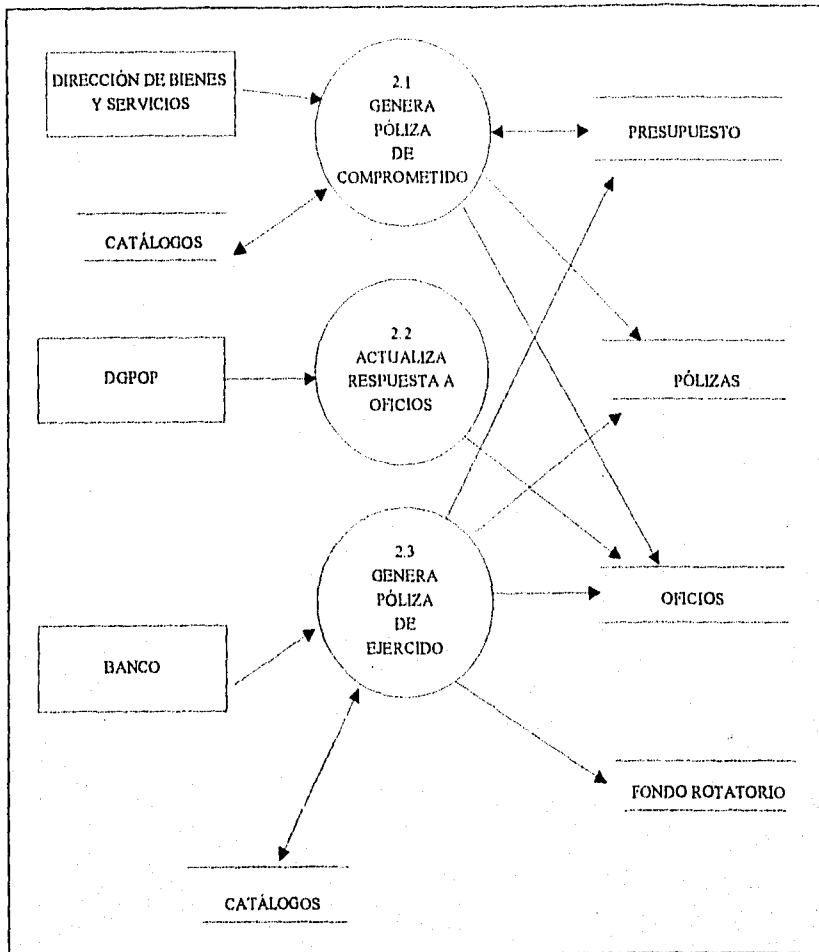 DIRECCIÓN DE BIENES
Y SERVICIOS
2.1
GENERA
PÓLIZA
DE
COMPROMETIDO
PRESUPUESTO
CATÁLOGOS
2.2
ACTUALIZA
RESPUESTA A
OFICIOS
DGPOP
PÓLIZAS
2.3
GENERA
PÓLIZA
DE
EJERCIDO
OFICIOS
BANCO
FONDO ROTATORIO
CATÁLOGOS